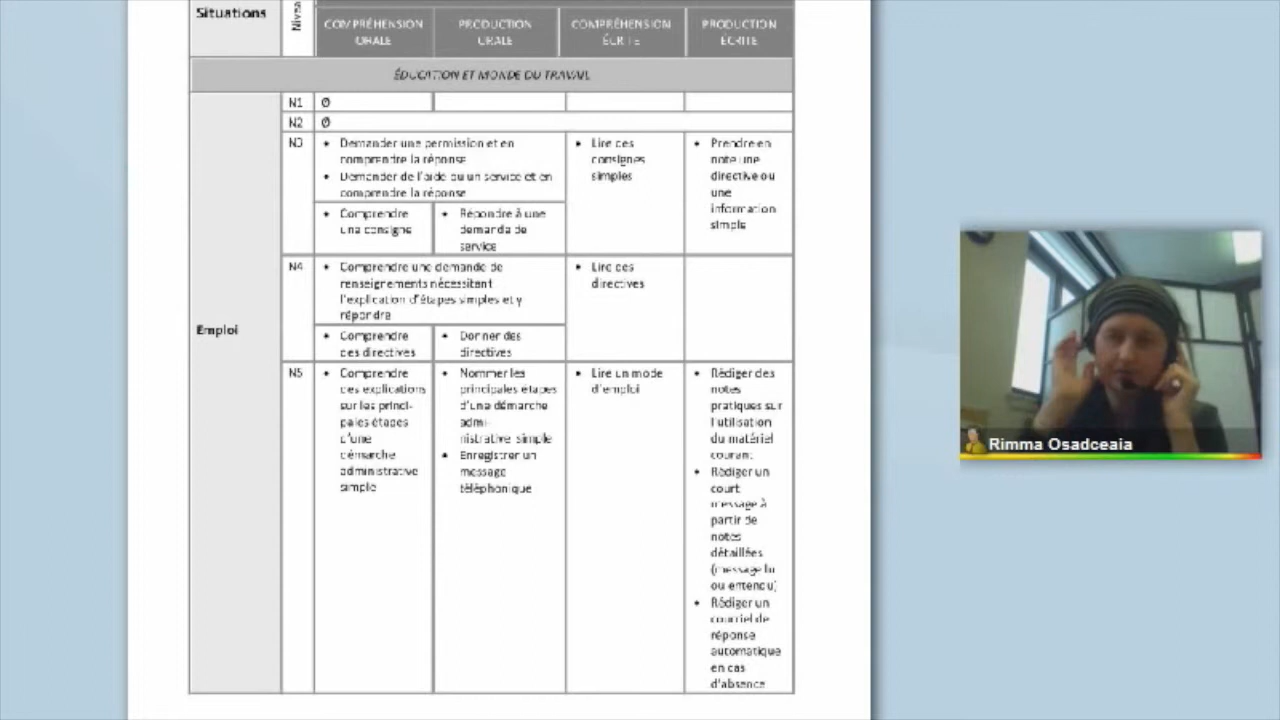 Situations
Nivea
COMPRÉHENSION
ORALE
PRODUCTION
ORALE
COMPRÉHENSION
ÉCRITE
PRODUCTION
ÉCRITE
ÉDUCATION ET MONDE DU TRAVAIL
Emploi
N1
Ø
N2
Ø
N3
• Demander une permission et en
comprendre la réponse
• Demander de l'aide ou un service et en
comprendre la réponse
• Comprendre
une consigne
• Répondre à une
demande de
service
• Lire des
consignes
simples
• Prendre en
note une
directive ou
une
information
simple
N4
• Comprendre une demande de
renseignements nécessitant
l'explication d'étapes simples et y
répondre
• Comprendre
des directives
• Donner des
directives
• Lire des
directives
N5
• Comprendre
des explications
sur les princi-
pales étapes
d'une
démarche
administrative
simple
• Nommer les
principales étapes
d'une démarche
admi-
nistrative simple
• Enregistrer un
message
téléphonique
• Lire un mode
d'emploi
• Rédiger des
notes
pratiques sur
l'utilisation
du matériel
courant
• Rédiger un
court
message à
partir de
notes
détaillées
(message lu
ou entendu)
• Rédiger un
courriel de
réponse
automatique
en cas
d'absence
Rimma Osadceaia